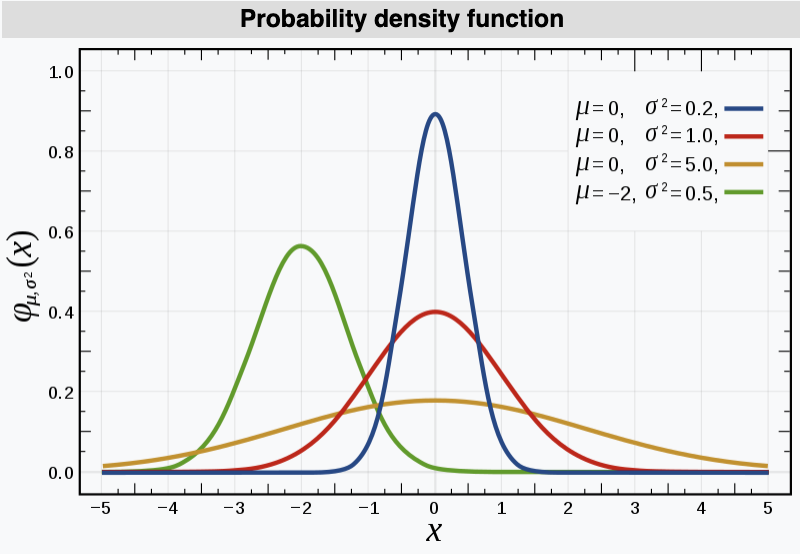 Probability density function
1.0
0.8
0.6
0.4
0.2
0.0
φμ,σ²(x)
μ=0, σ²=0.2,
μ=0, σ²=1.0,
μ=0, σ²=5.0,
μ=−2, σ²=0.5,
−5 −4 −3 −2 −1 0 1 2 3 4 5
x